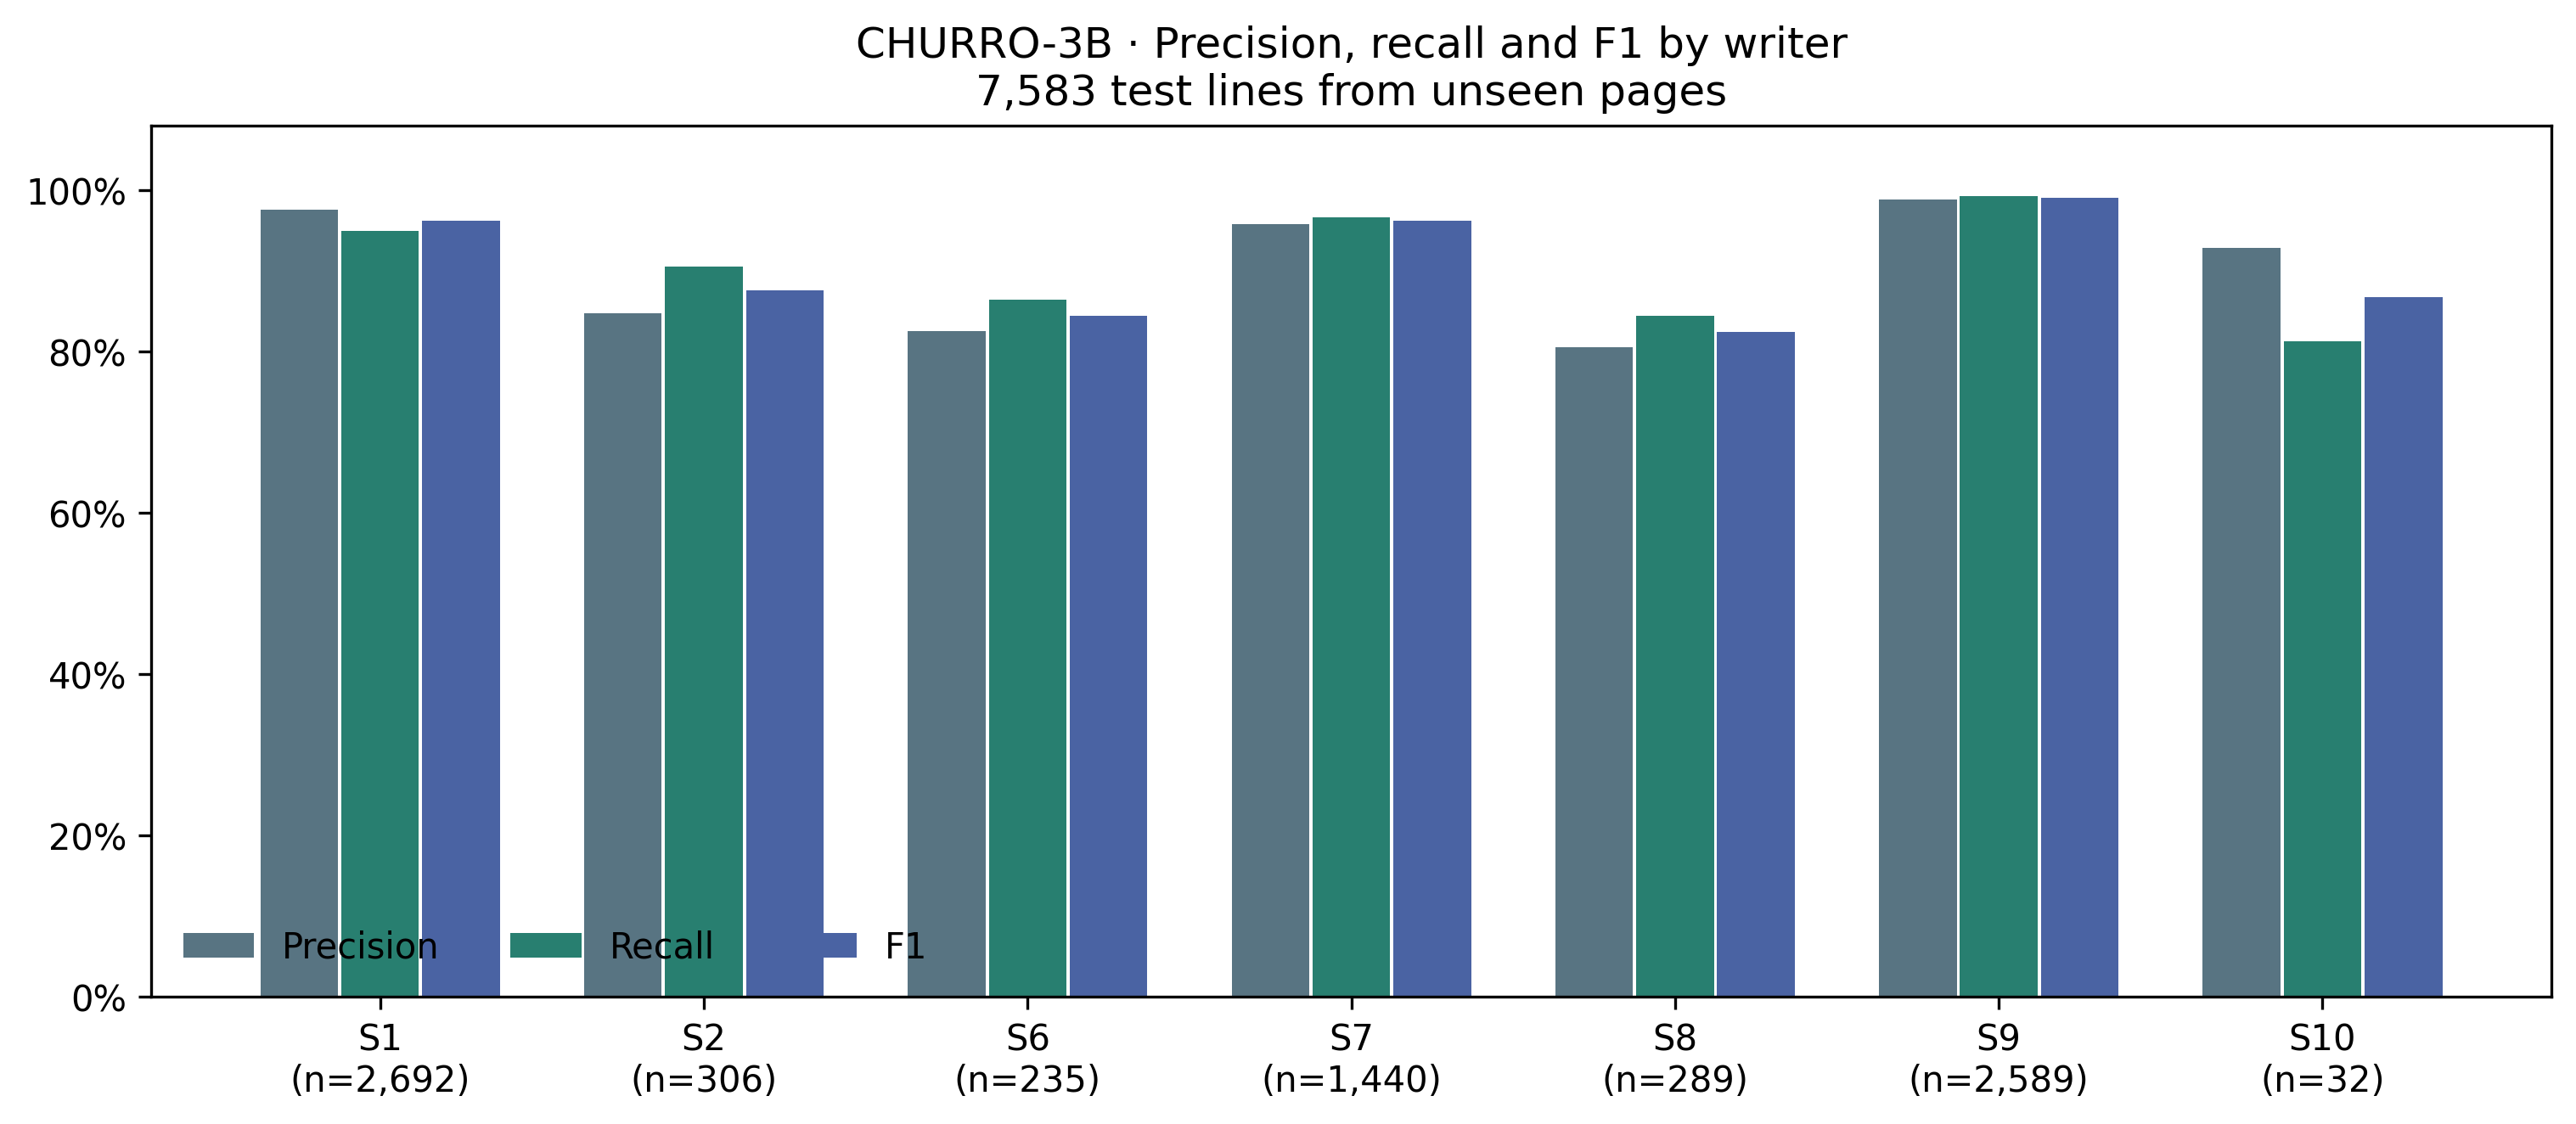 CHURRO-3B · Precision, recall and F1 by writer
7,583 test lines from unseen pages
100%
80%
60%
40%
20%
0%
Precision Recall F1
S1 S2 S6 S7 S8 S9 S10
(n=2,692) (n=306) (n=235) (n=1,440) (n=289) (n=2,589) (n=32)